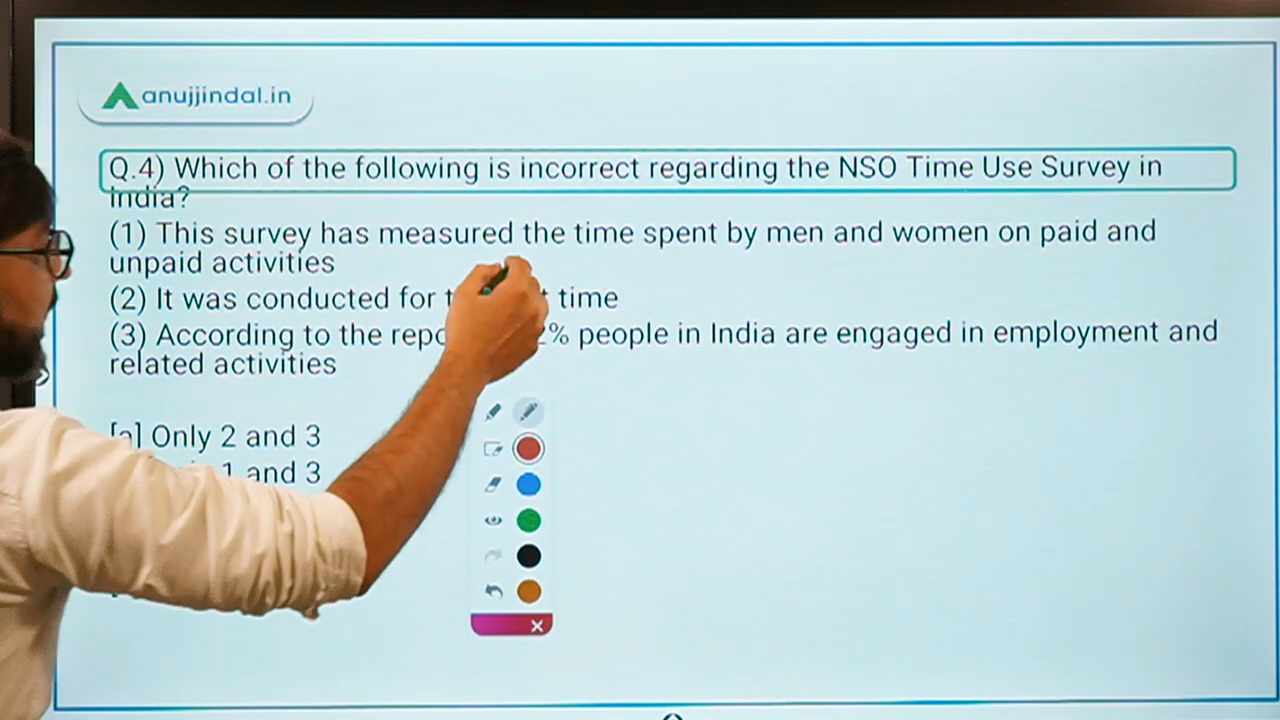 anujjindal.in
Q.4) Which of the following is incorrect regarding the NSO Time Use Survey in
India?
(1) This survey has measured the time spent by men and women on paid and
unpaid activities
(2) It was conducted for time
(3) According to the % people in India are engaged in employment and
related activities
Only 2 and 3
1 and 3